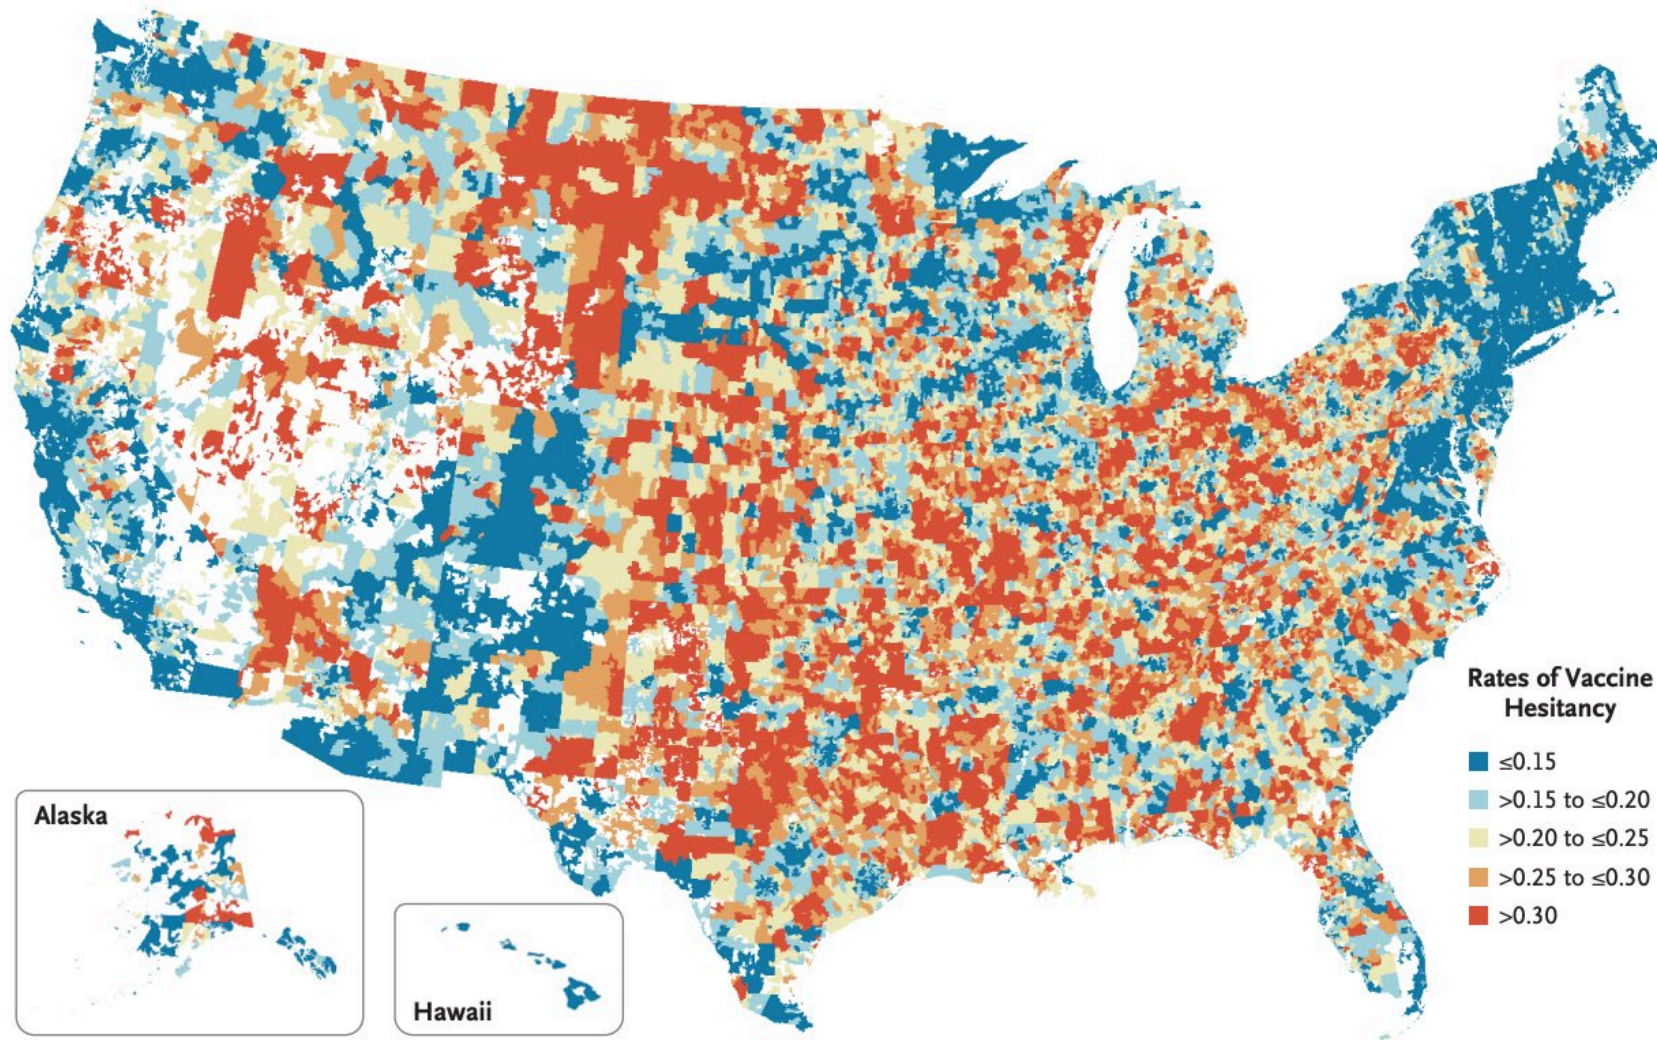 Alaska
Hawaii
Rates of Vaccine
Hesitancy
≤0.15
>0.15 to ≤0.20
>0.20 to ≤0.25
>0.25 to ≤0.30
>0.30